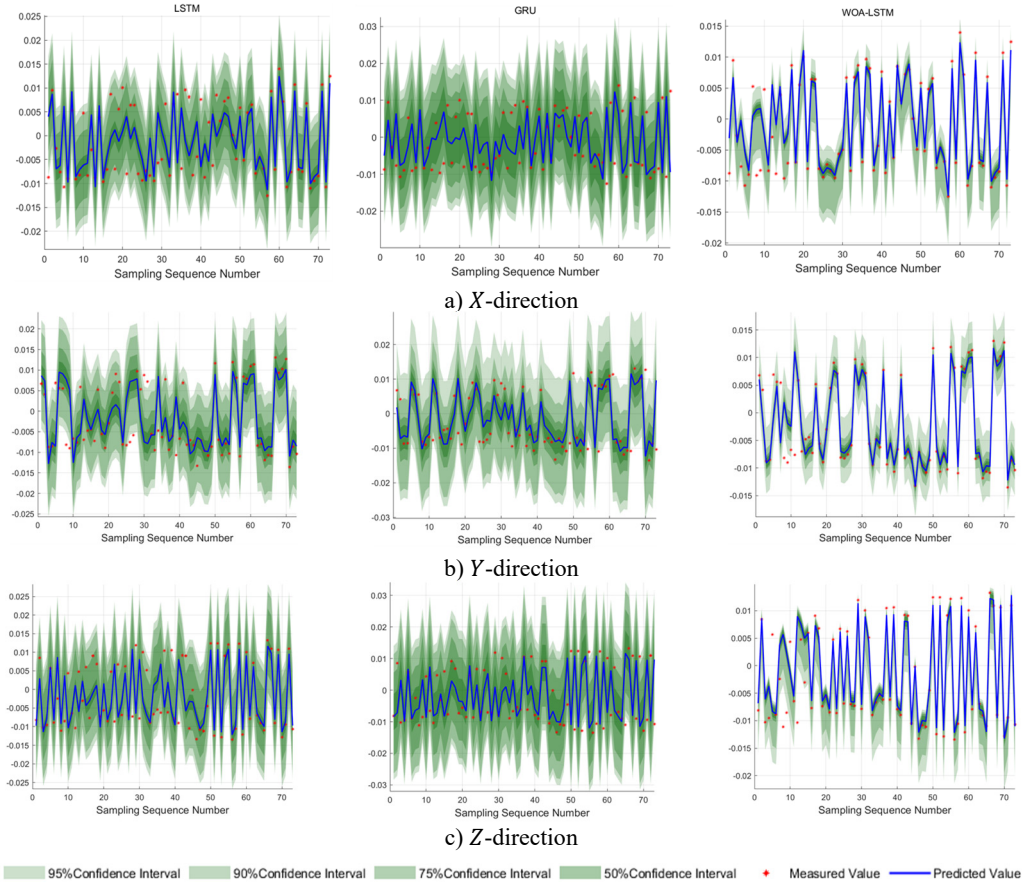 LSTM
0.025
0.02
0.015
0.01
0.005
0
-0.005
-0.01
-0.015
-0.02
0 10 20 30 40 50 60 70
Sampling Sequence Number
GRU
0.03
0.02
0.01
0
-0.01
-0.02
0 10 20 30 40 50 60 70
Sampling Sequence Number
WOA-LSTM
0.015
0.01
0.005
0
-0.005
-0.01
-0.015
-0.02
0 10 20 30 40 50 60 70
Sampling Sequence Number
a) X-direction
0.02
0.015
0.01
0.005
0
-0.005
-0.01
-0.015
-0.02
-0.025
0 10 20 30 40 50 60 70
Sampling Sequence Number
0.02
0.01
0
-0.01
-0.02
-0.03
0 10 20 30 40 50 60 70
Sampling Sequence Number
0.015
0.01
0.005
0
-0.005
-0.01
-0.015
0 10 20 30 40 50 60 70
Sampling Sequence Number
b) Y-direction
0.025
0.02
0.015
0.01
0.005
0
-0.005
-0.01
-0.015
-0.02
-0.025
0 10 20 30 40 50 60 70
Sampling Sequence Number
0.03
0.02
0.01
0
-0.01
-0.02
-0.03
0 10 20 30 40 50 60 70
Sampling Sequence Number
0.01
0.005
0
-0.005
-0.01
-0.015
-0.02
0 10 20 30 40 50 60 70
Sampling Sequence Number
c) Z-direction
95%Confidence Interval 90%Confidence Interval 75%Confidence Interval 50%Confidence Interval Measured Value Predicted Value